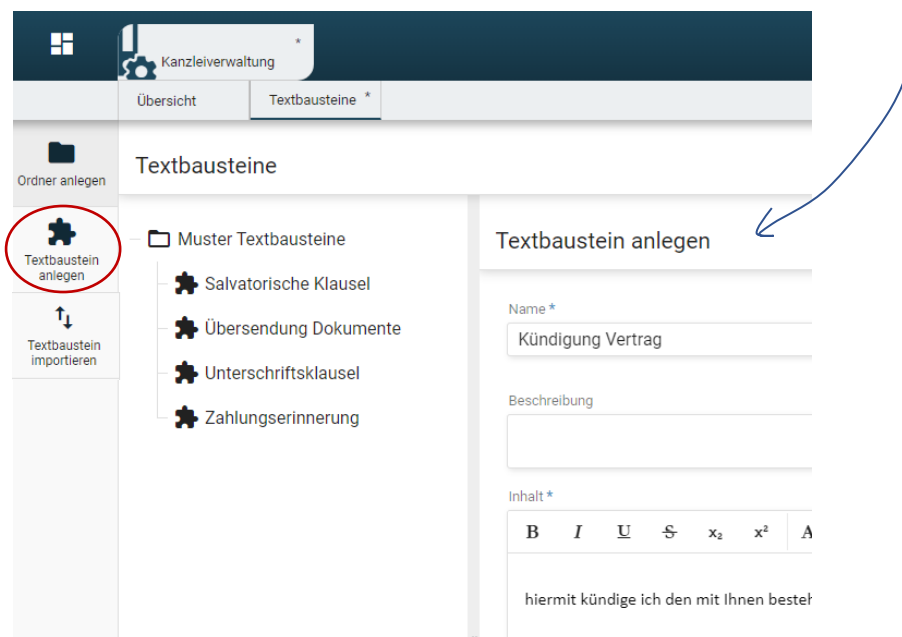 *
Kanzleiverwaltung
Übersicht
Textbausteine *
Ordner anlegen
Textbaustein
anlegen
Textbaustein
importieren
Textbausteine
Muster Textbausteine
Salvatorische Klausel
Übersendung Dokumente
Unterschriftsklausel
Zahlungserinnerung
Textbaustein anlegen
Name *
Kündigung Vertrag
Beschreibung
Inhalt *
B I U S x₂ x² A
hiermit kündige ich den mit Ihnen